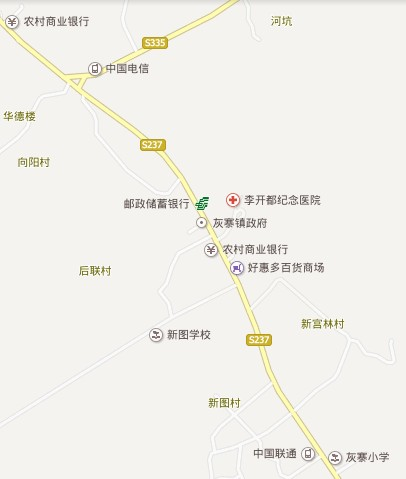 农村商业银行
河坑
S335
中国电信
华德楼
S237
向阳村
邮政储蓄银行
李开都纪念医院
灰寨镇政府
农村商业银行
好惠多百货商场
后联村
新宫林村
新图学校
S237
新图村
中国联通
灰寨小学